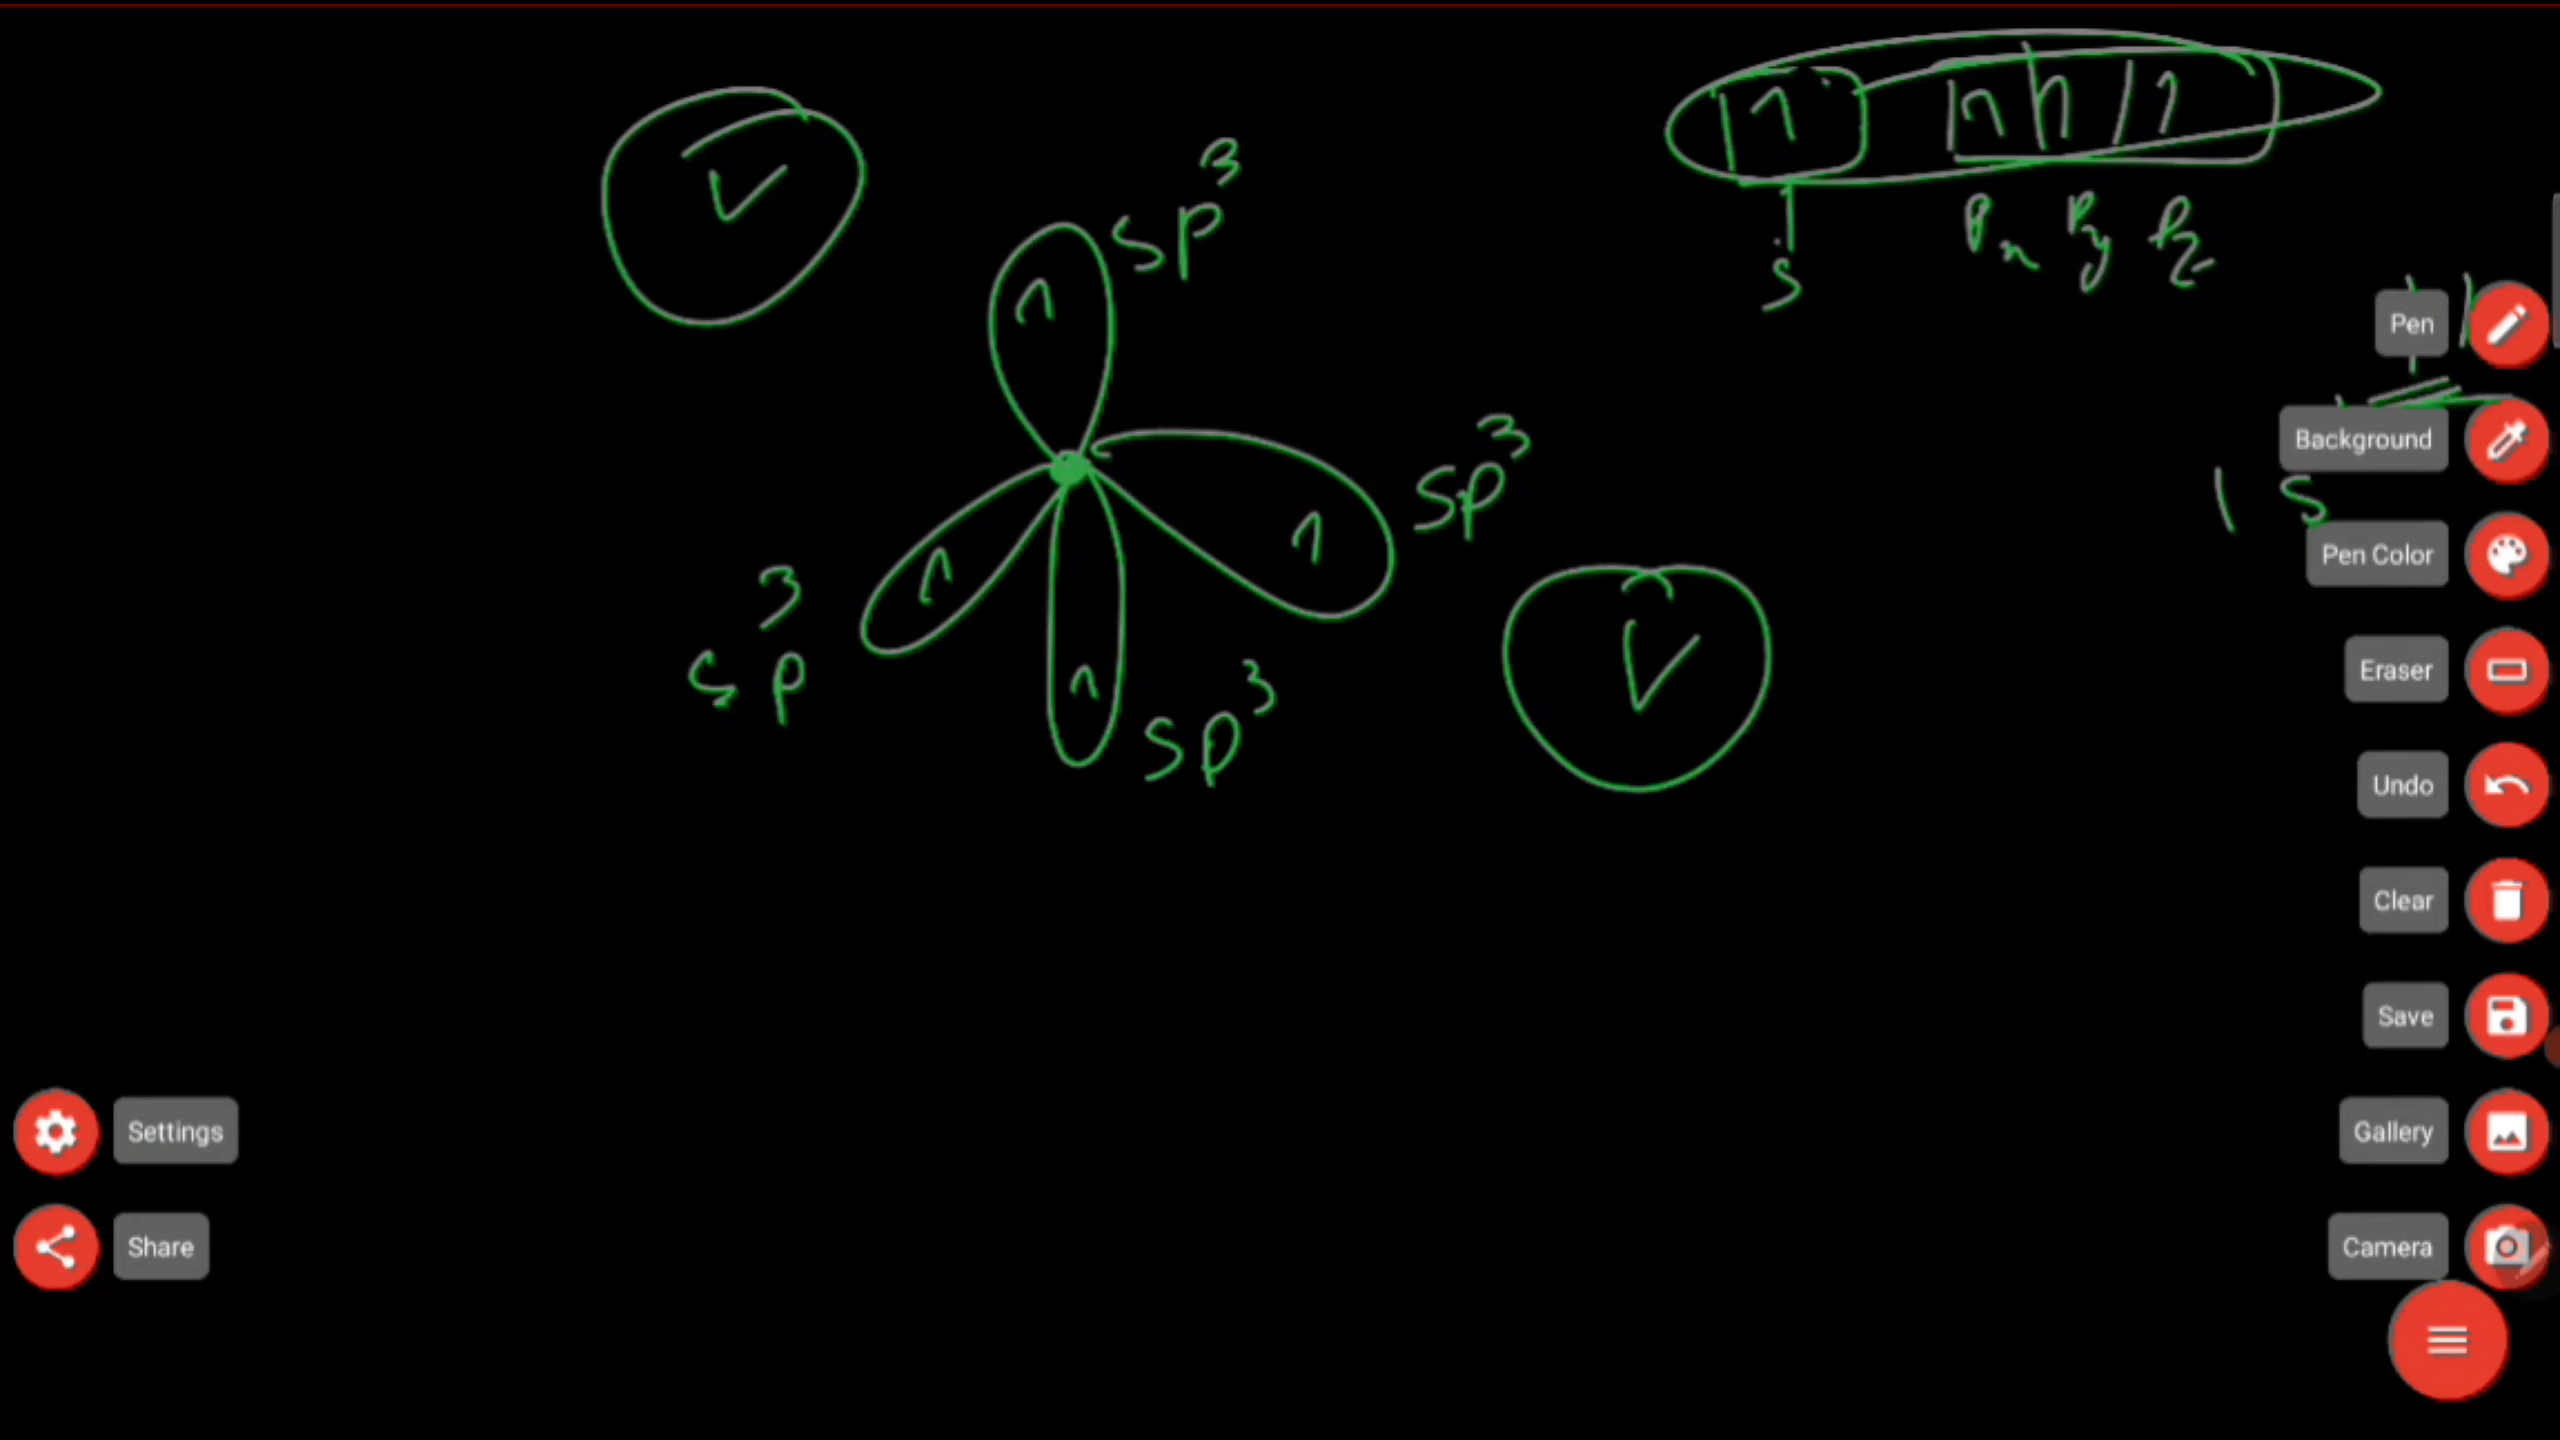 sp³
s
Px Py Pz
Pen
sp³
Background
1 s
Pen Color
sp³
Eraser
sp³
Undo
Clear
Save
Settings
Gallery
Share
Camera